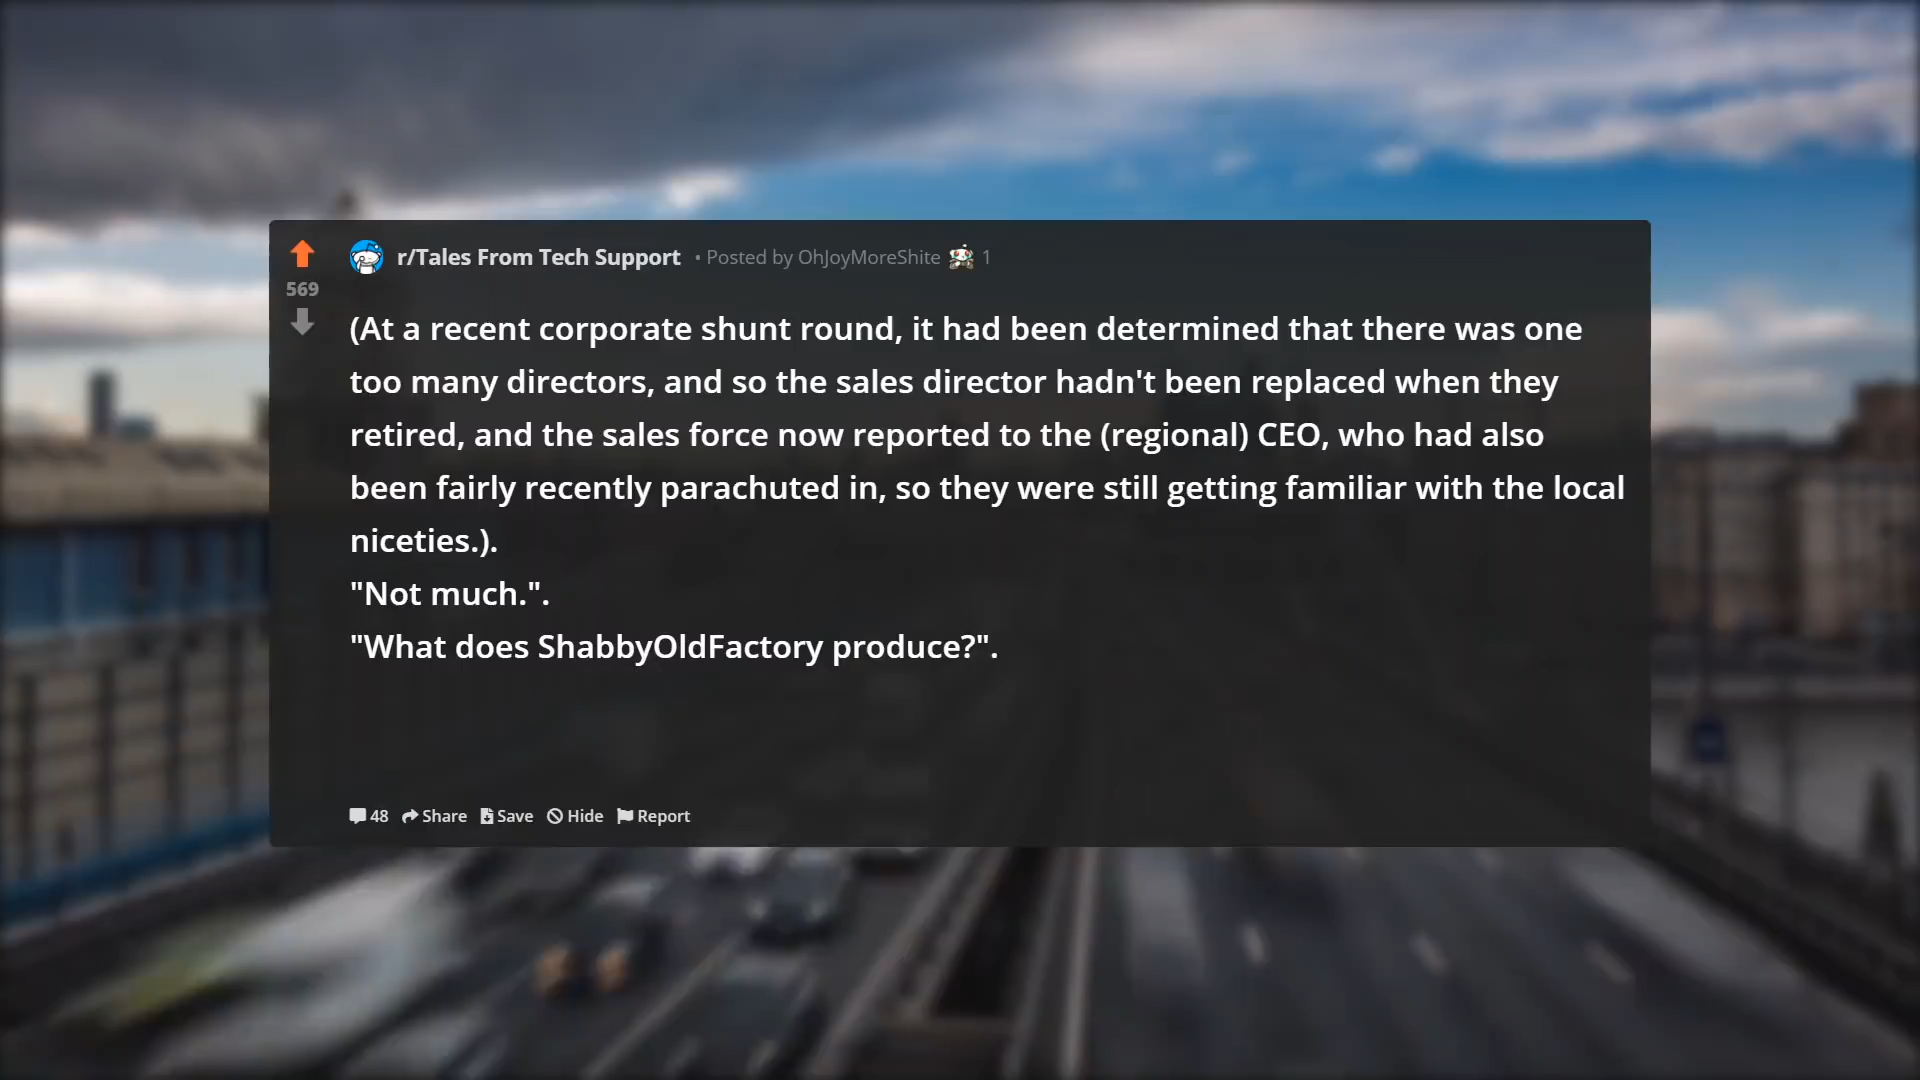 r/Tales From Tech Support • Posted by OhJoyMoreShite 1
569
(At a recent corporate shunt round, it had been determined that there was one
too many directors, and so the sales director hadn't been replaced when they
retired, and the sales force now reported to the (regional) CEO, who had also
been fairly recently parachuted in, so they were still getting familiar with the local
niceties.).
"Not much.".
"What does ShabbyOldFactory produce?".
48 Share Save Hide Report